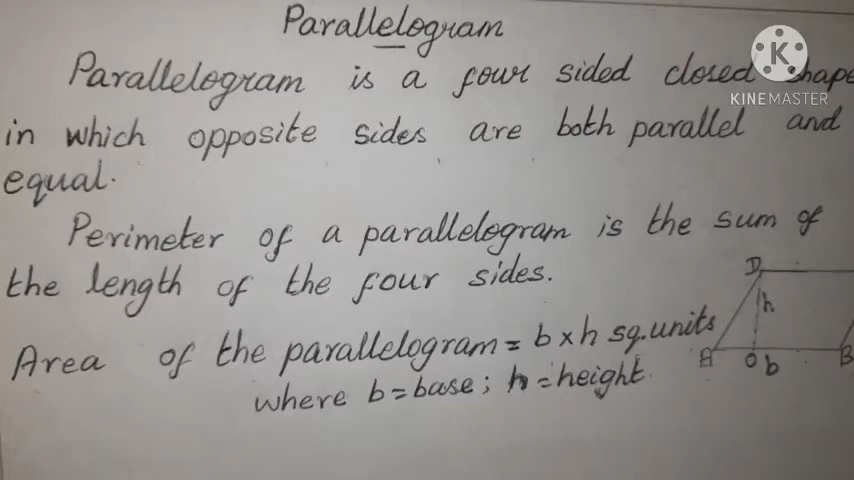 Parallelogram
Parallelogram is a four sided closed shape
KINEMASTER
in which opposite sides are both parallel and
equal.
Perimeter of a parallelogram is the sum of
the length of the four sides.
D
h
Area of the parallelogram = b x h sq.units
A O b B
where b = base ; h = height.